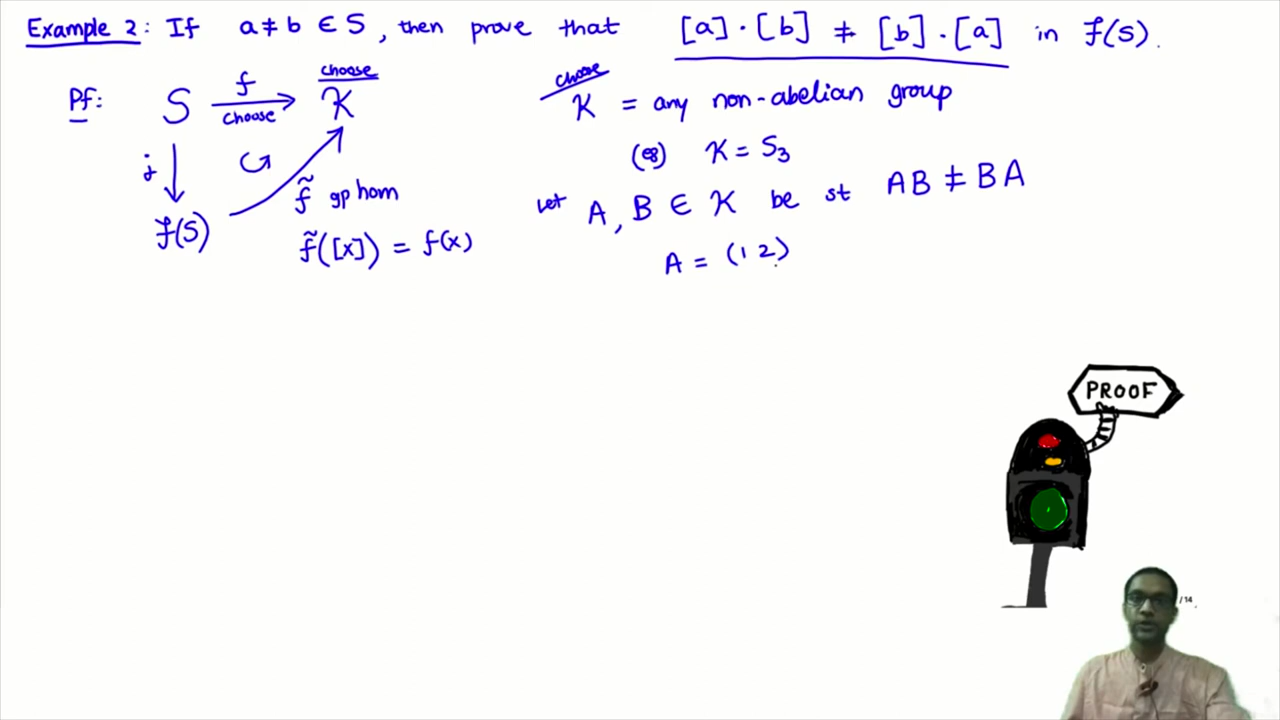 Example 2: If a ≠ b ∈ S, then prove that [a]·[b] ≠ [b]·[a] in F(S).
Pf: S f choose K choose
j ↺ f̃ gp hom
F(S) f̃([x]) = f(x)
choose
K = any non-abelian group
(eg) K = S₃
Let A, B ∈ K be st AB ≠ BA
A = (1 2)
PROOF
/ 14